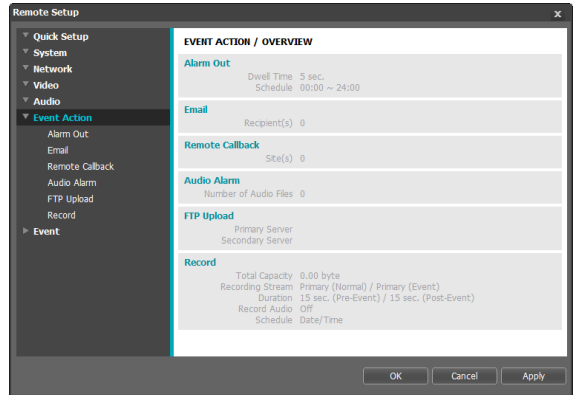 Remote Setup
x
Quick Setup
System
Network
Video
Audio
Event Action
Alarm Out
Email
Remote Callback
Audio Alarm
FTP Upload
Record
Event
EVENT ACTION / OVERVIEW
Alarm Out
Dwell Time 5 sec.
Schedule 00:00 ~ 24:00
Email
Recipient(s) 0
Remote Callback
Site(s) 0
Audio Alarm
Number of Audio Files 0
FTP Upload
Primary Server
Secondary Server
Record
Total Capacity 0.00 byte
Recording Stream Primary (Normal) / Primary (Event)
Duration 15 sec. (Pre-Event) / 15 sec. (Post-Event)
Record Audio Off
Schedule Date/Time
OK Cancel Apply